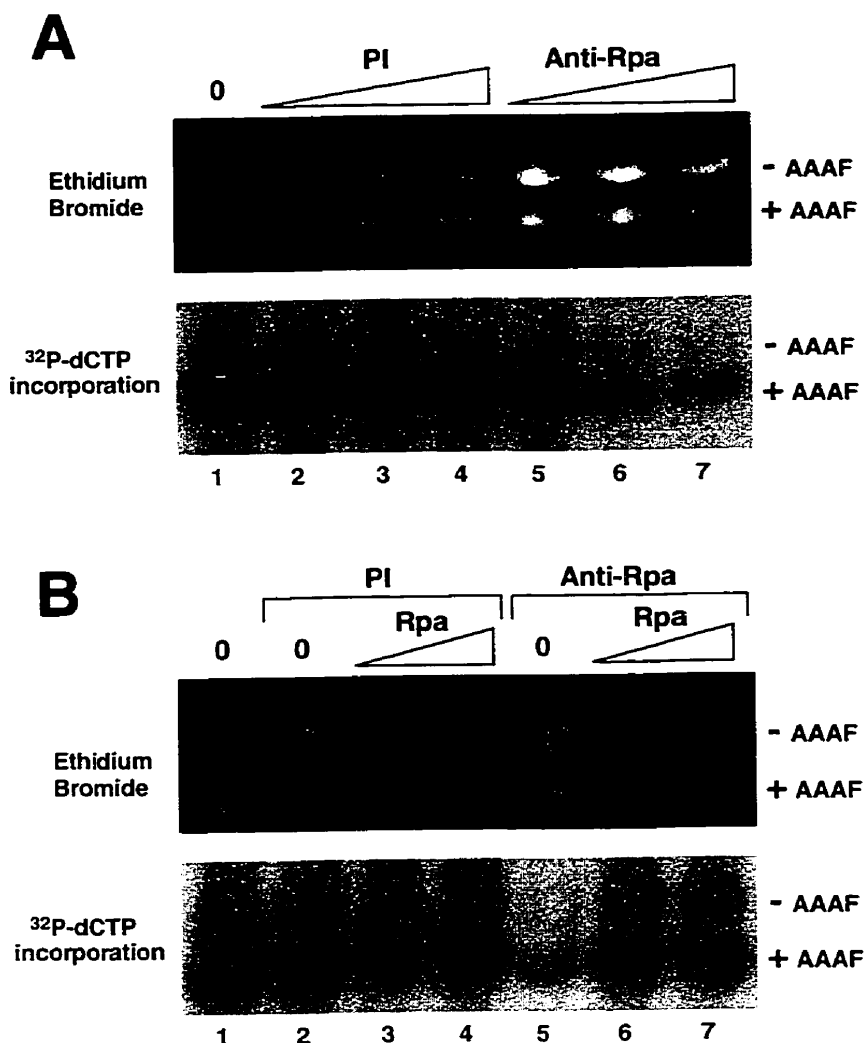 A
PI Anti-Rpa
0
Ethidium
Bromide
- AAAF
+ AAAF
32P-dCTP
incorporation
- AAAF
+ AAAF
1 2 3 4 5 6 7
B
PI Anti-Rpa
Rpa Rpa
0 0 0
Ethidium
Bromide
- AAAF
+ AAAF
32P-dCTP
incorporation
- AAAF
+ AAAF
1 2 3 4 5 6 7